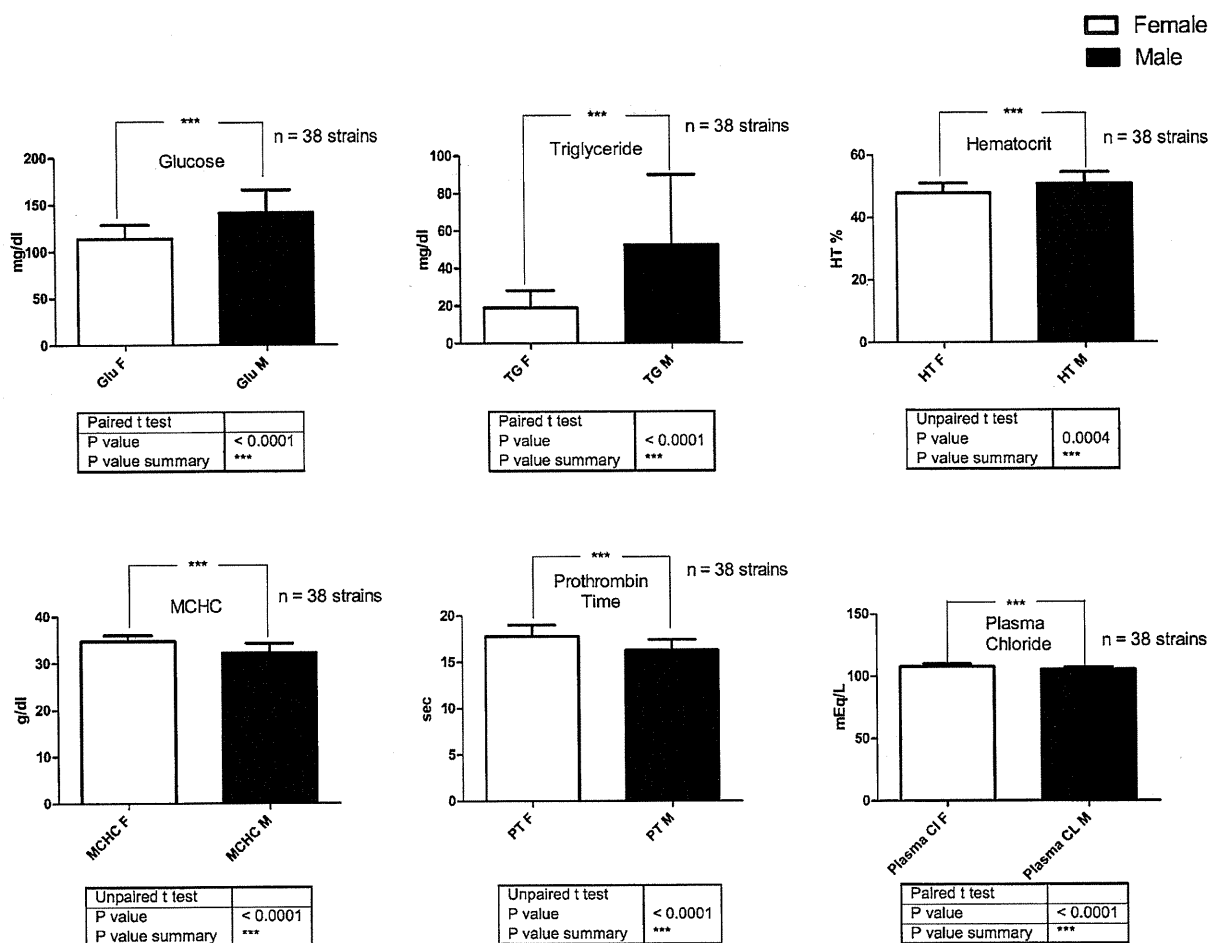 Female
Male
***
n = 38 strains
Glucose
200
150
100
50
0
mg/dl
Glu F
Glu M
Paired t test
P value < 0.0001
P value summary ***
***
n = 38 strains
Triglyceride
100
80
60
40
20
0
mg/dl
TG F
TG M
Paired t test
P value < 0.0001
P value summary ***
***
n = 38 strains
Hematocrit
60
40
20
0
HT %
HT F
HT M
Unpaired t test
P value 0.0004
P value summary ***
***
n = 38 strains
MCHC
40
30
20
10
0
g/dl
MCHC F
MCHC M
Unpaired t test
P value < 0.0001
P value summary ***
***
n = 38 strains
Prothrombin
Time
20
15
10
5
0
sec
PT F
PT M
Unpaired t test
P value < 0.0001
P value summary ***
***
n = 38 strains
Plasma
Chloride
150
100
50
0
mEq/L
Plasma Cl F
Plasma CL M
Paired t test
P value < 0.0001
P value summary ***